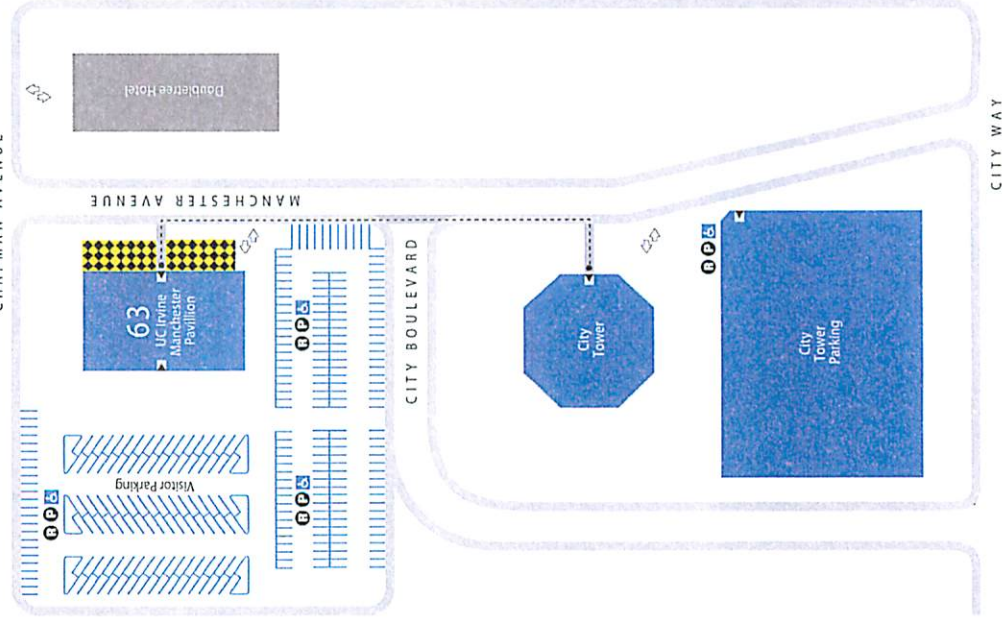 CITY WAY
Doubletree Hotel
MANCHESTER AVENUE
63
UC Irvine
Manchester
Pavillion
R P
CITY BOULEVARD
City
Tower
R P
City
Tower
Parking
Visitor Parking
R P
R P